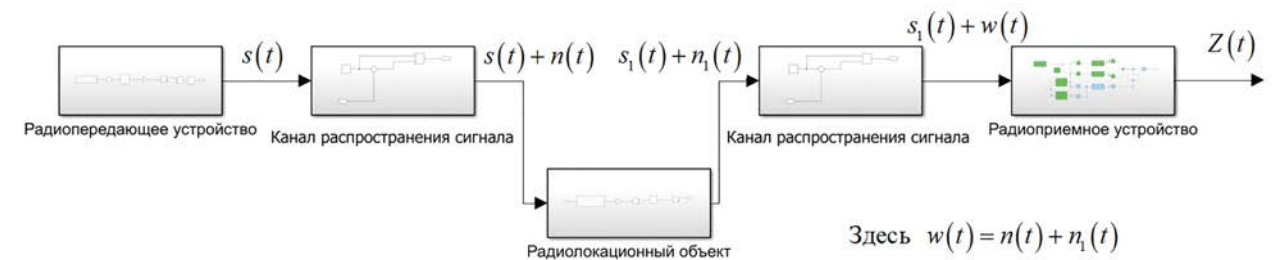 s(t)
s(t) + n(t)
s₁(t) + n₁(t)
s₁(t) + w(t)
Z(t)
Радиопередающее устройство
Канал распространения сигнала
Канал распространения сигнала
Радиоприемное устройство
Радиолокационный объект
Здесь w(t) = n(t) + n₁(t)